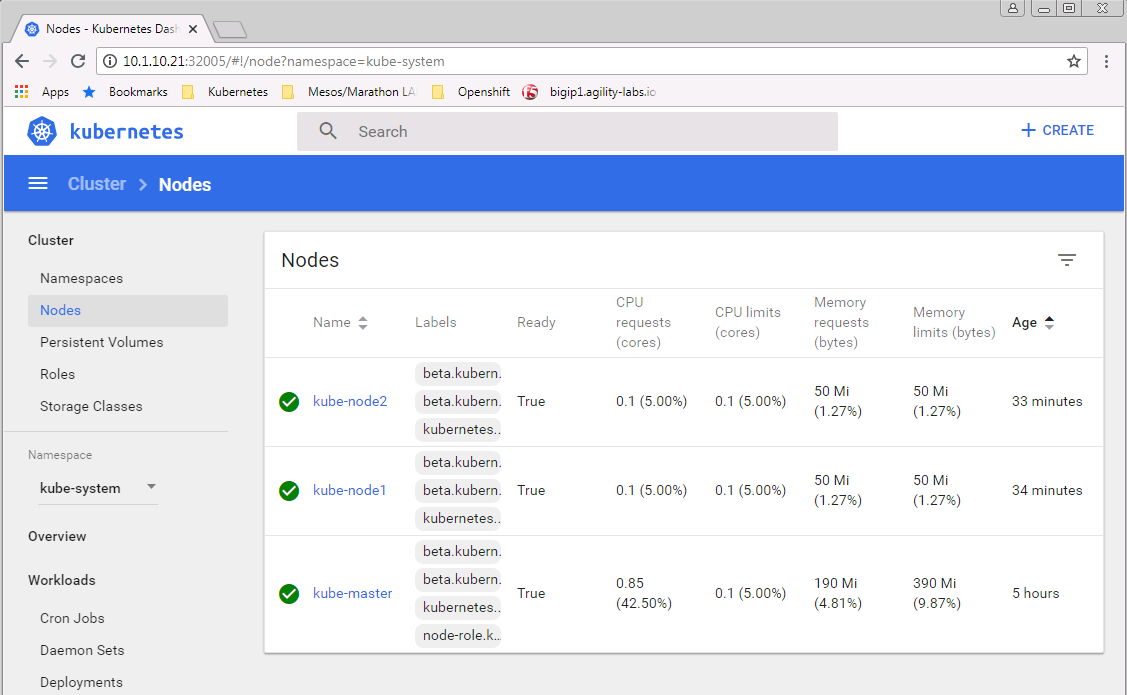 Nodes - Kubernetes Dash
10.1.10.21:32005/#!/node?namespace=kube-system
Apps Bookmarks Kubernetes Mesos/Marathon LA Openshift bigip1.agility-labs.io
kubernetes
Search
+ CREATE
Cluster > Nodes
Cluster
Namespaces
Nodes
Persistent Volumes
Roles
Storage Classes
Namespace
kube-system
Overview
Workloads
Cron Jobs
Daemon Sets
Deployments
Nodes
Name
Labels
Ready
CPU
requests
(cores)
CPU limits
(cores)
Memory
requests
(bytes)
Memory
limits (bytes)
Age
kube-node2
beta.kubern.
beta.kubern.
kubernetes..
True
0.1 (5.00%)
0.1 (5.00%)
50 Mi
(1.27%)
50 Mi
(1.27%)
33 minutes
kube-node1
beta.kubern.
beta.kubern.
kubernetes..
True
0.1 (5.00%)
0.1 (5.00%)
50 Mi
(1.27%)
50 Mi
(1.27%)
34 minutes
kube-master
beta.kubern.
beta.kubern.
kubernetes..
node-role.k...
True
0.85
(42.50%)
0.1 (5.00%)
190 Mi
(4.81%)
390 Mi
(9.87%)
5 hours